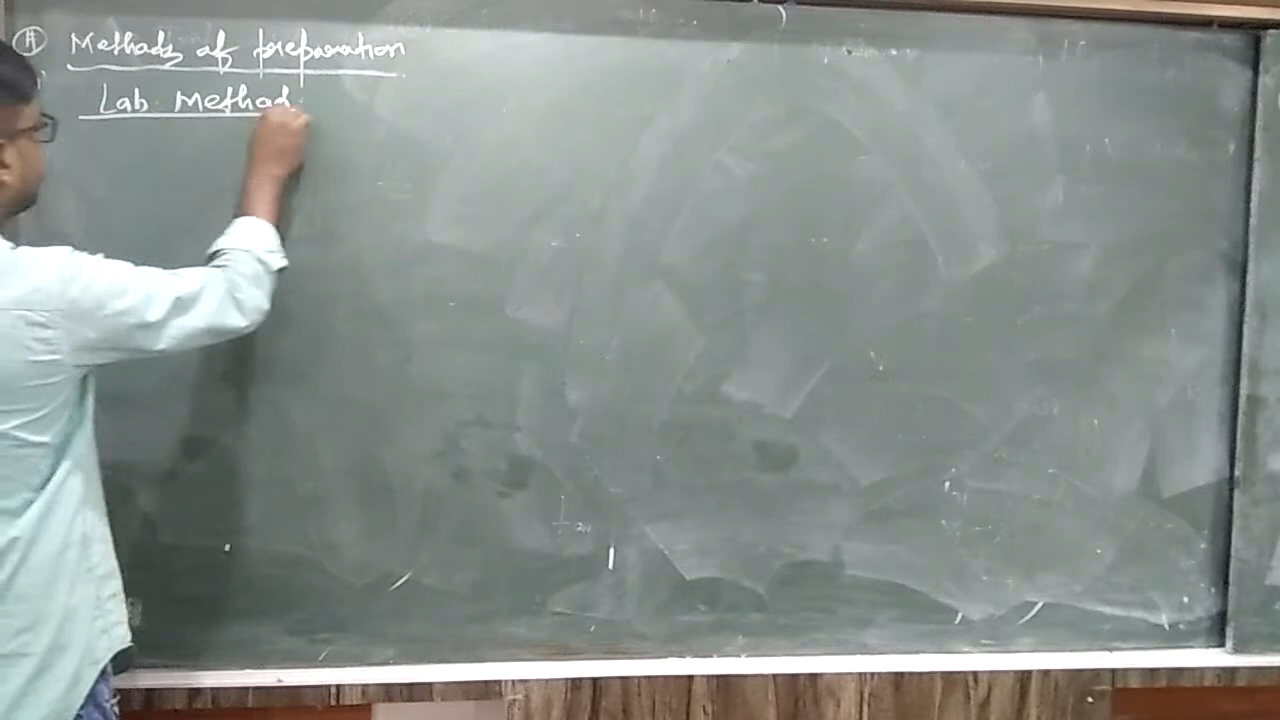 Ⓗ Methods of preparation
Lab Method